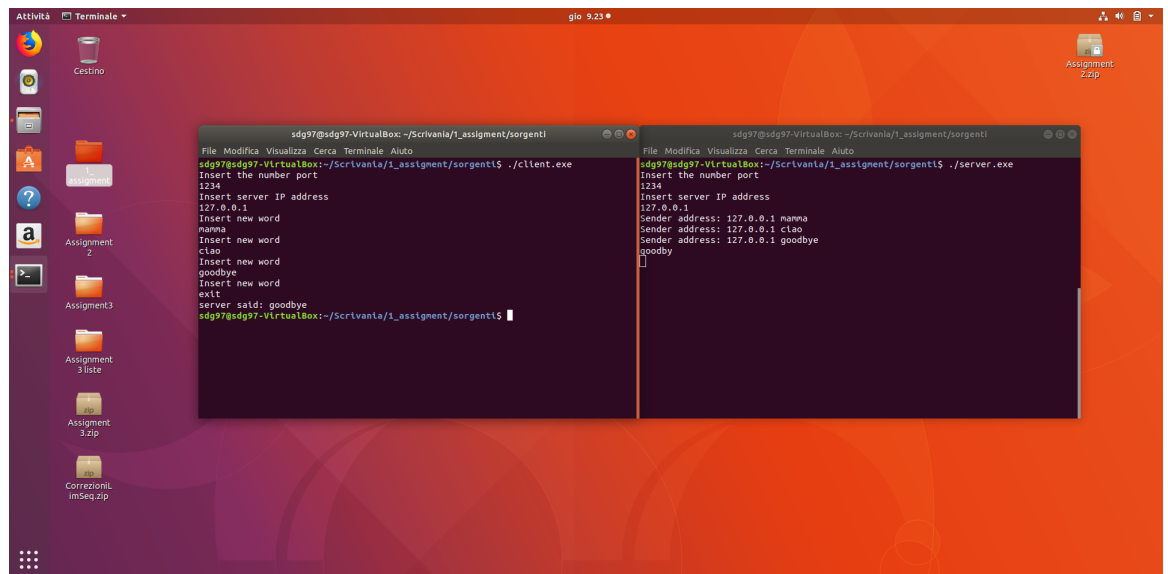 Attività Terminale gio 9.23
Cestino
Assignment
2.zip
1_
assigment
Assignment
2
Assigment3
Assignment
3 liste
zip
Assigment
3.zip
zip
CorrezioniL
imSeq.zip
sdg97@sdg97-VirtualBox: ~/Scrivania/1_assigment/sorgenti
File Modifica Visualizza Cerca Terminale Aiuto
sdg97@sdg97-VirtualBox:~/Scrivania/1_assigment/sorgenti$ ./client.exe
Insert the number port
1234
Insert server IP address
127.0.0.1
Insert new word
mamma
Insert new word
ciao
Insert new word
goodbye
Insert new word
exit
server said: goodbye
sdg97@sdg97-VirtualBox:~/Scrivania/1_assigment/sorgenti$
sdg97@sdg97-VirtualBox: ~/Scrivania/1_assigment/sorgenti
File Modifica Visualizza Cerca Terminale Aiuto
sdg97@sdg97-VirtualBox:~/Scrivania/1_assigment/sorgenti$ ./server.exe
Insert the number port
1234
Insert server IP address
127.0.0.1
Sender address: 127.0.0.1 mamma
Sender address: 127.0.0.1 ciao
Sender address: 127.0.0.1 goodbye
goodby